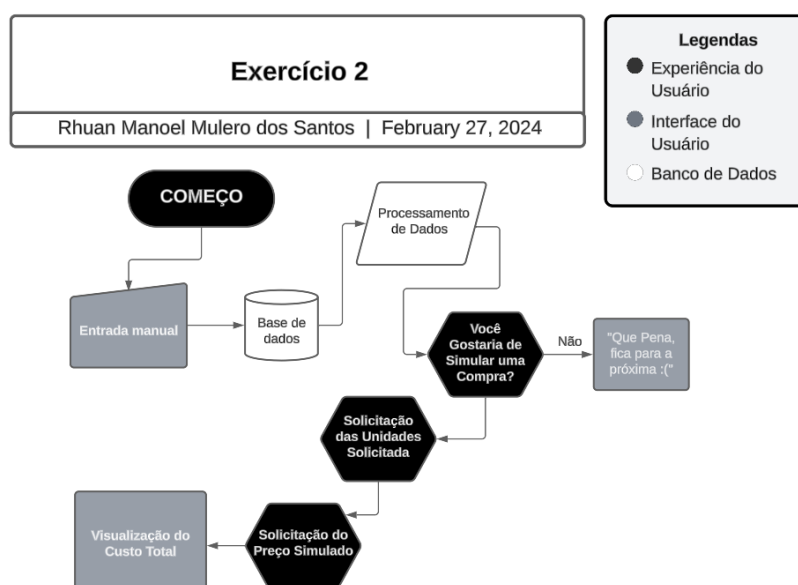 Exercício 2
Rhuan Manoel Mulero dos Santos | February 27, 2024
Legendas
Experiência do
Usuário
Interface do
Usuário
Banco de Dados
COMEÇO
Processamento
de Dados
Entrada manual
Base de
dados
Você
Gostaria de
Simular uma
Compra?
Não
"Que Pena,
fica para a
próxima :("
Solicitação
das Unidades
Solicitada
Solicitação do
Preço Simulado
Visualização do
Custo Total